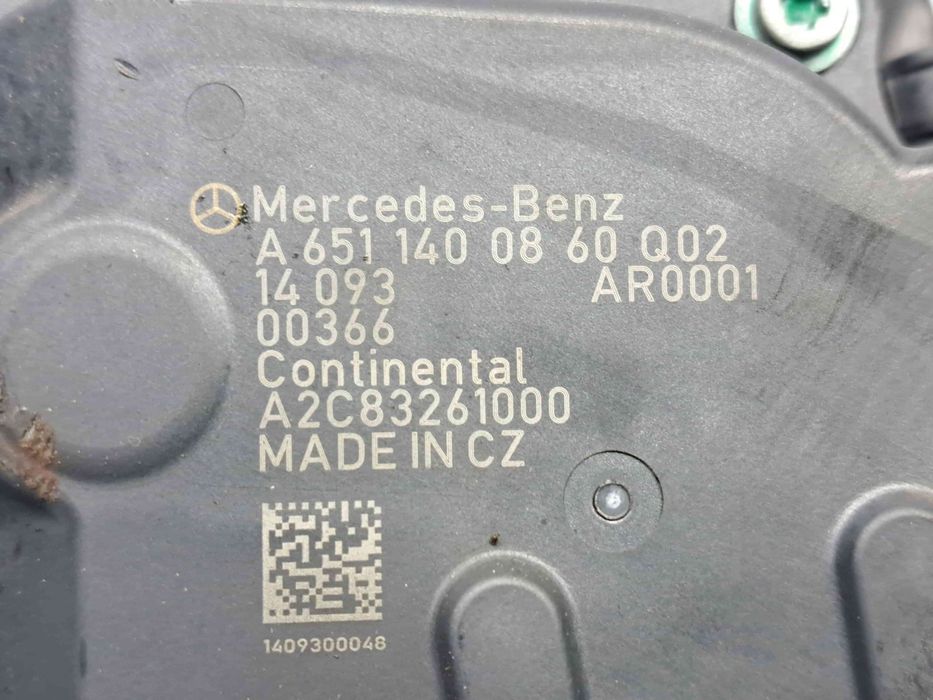 Mercedes-Benz
A 651 140 08 60 Q02
14 093 AR0001
00366
Continental
A2C83261000
MADE IN CZ
1409300048